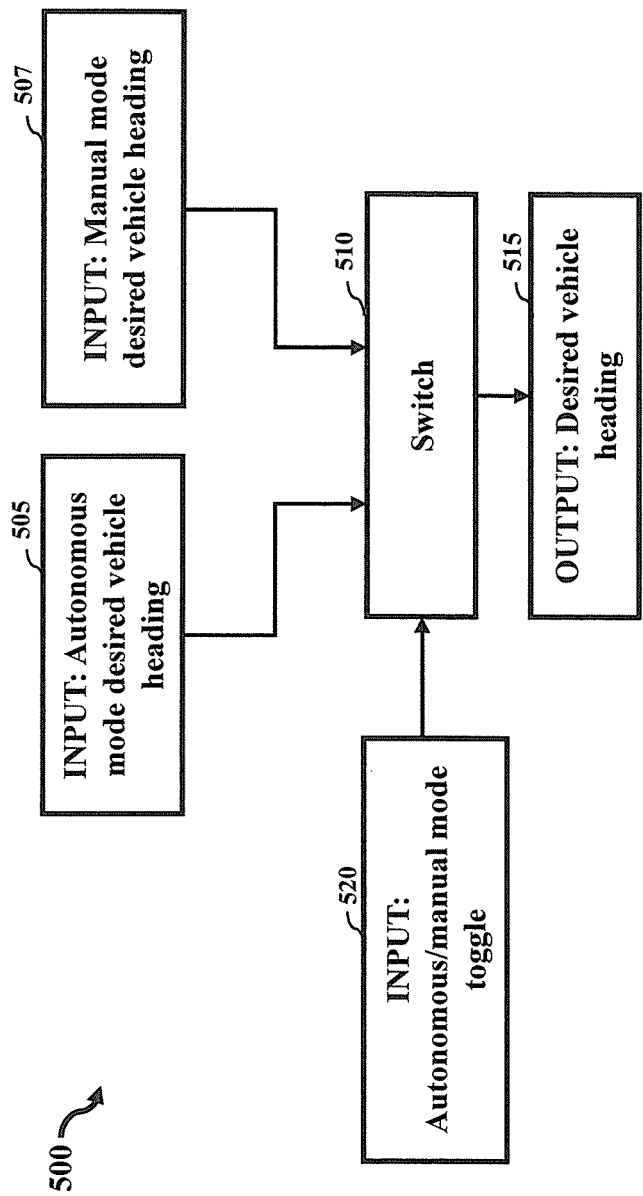 500
505
INPUT: Autonomous
mode desired vehicle
heading
507
INPUT: Manual mode
desired vehicle heading
520
INPUT:
Autonomous/manual mode
toggle
510
Switch
515
OUTPUT: Desired vehicle
heading